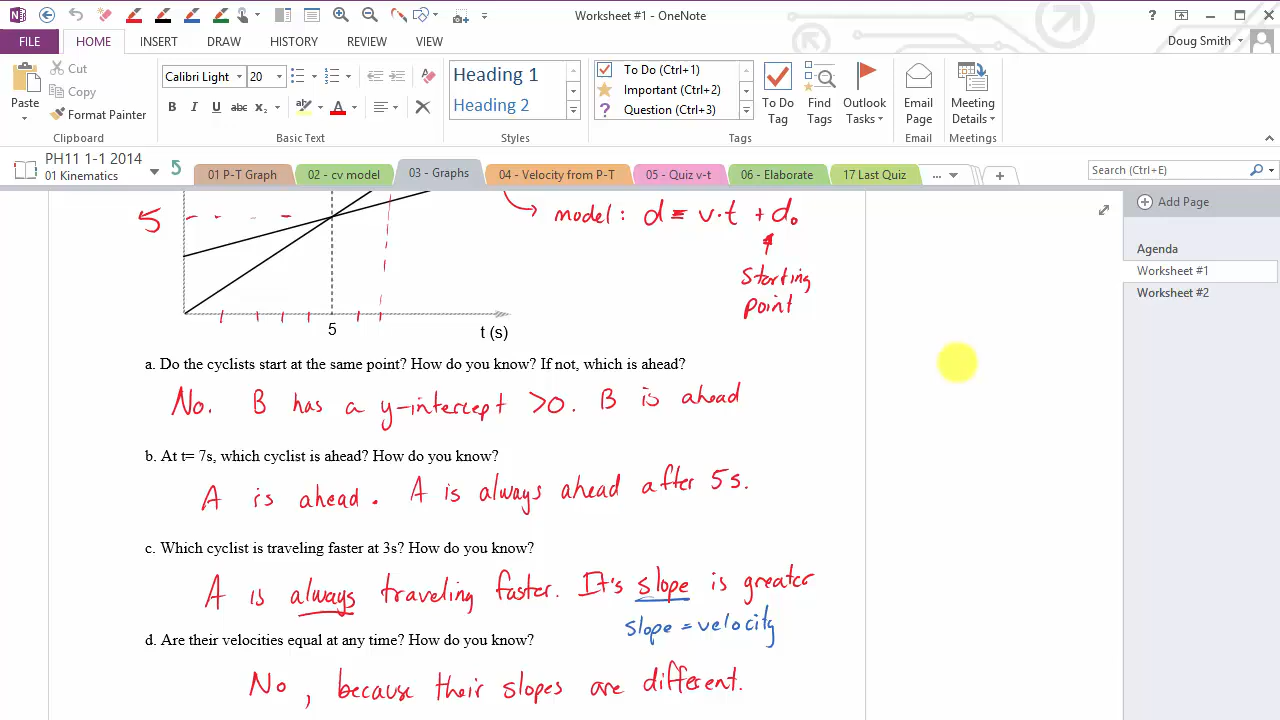 Worksheet #1 - OneNote
Doug Smith
FILE HOME INSERT DRAW HISTORY REVIEW VIEW
Paste
Cut
Copy
Format Painter
Clipboard
Calibri Light 20
B I U abc x₂ A
Basic Text
Heading 1
Heading 2
Styles
To Do (Ctrl+1)
Important (Ctrl+2)
Question (Ctrl+3)
To Do Tag
Find Tags
Tags
Outlook Tasks
Email Page
Email
Meeting Details
Meetings
PH11 1-1 2014
01 Kinematics
01 P-T Graph 02 - cv model 03 - Graphs 04 - Velocity from P-T 05 - Quiz v-t 06 - Elaborate 17 Last Quiz ...
Search (Ctrl+E)
Add Page
Agenda
Worksheet #1
Worksheet #2
5
model: d = v·t + d₀
Starting
point
5
t (s)
a. Do the cyclists start at the same point? How do you know? If not, which is ahead?
No. B has a y-intercept >0. B is ahead
b. At t= 7s, which cyclist is ahead? How do you know?
A is ahead. A is always ahead after 5s.
c. Which cyclist is traveling faster at 3s? How do you know?
A is always traveling faster. It's slope is greater
slope = velocity
d. Are their velocities equal at any time? How do you know?
No, because their slopes are different.